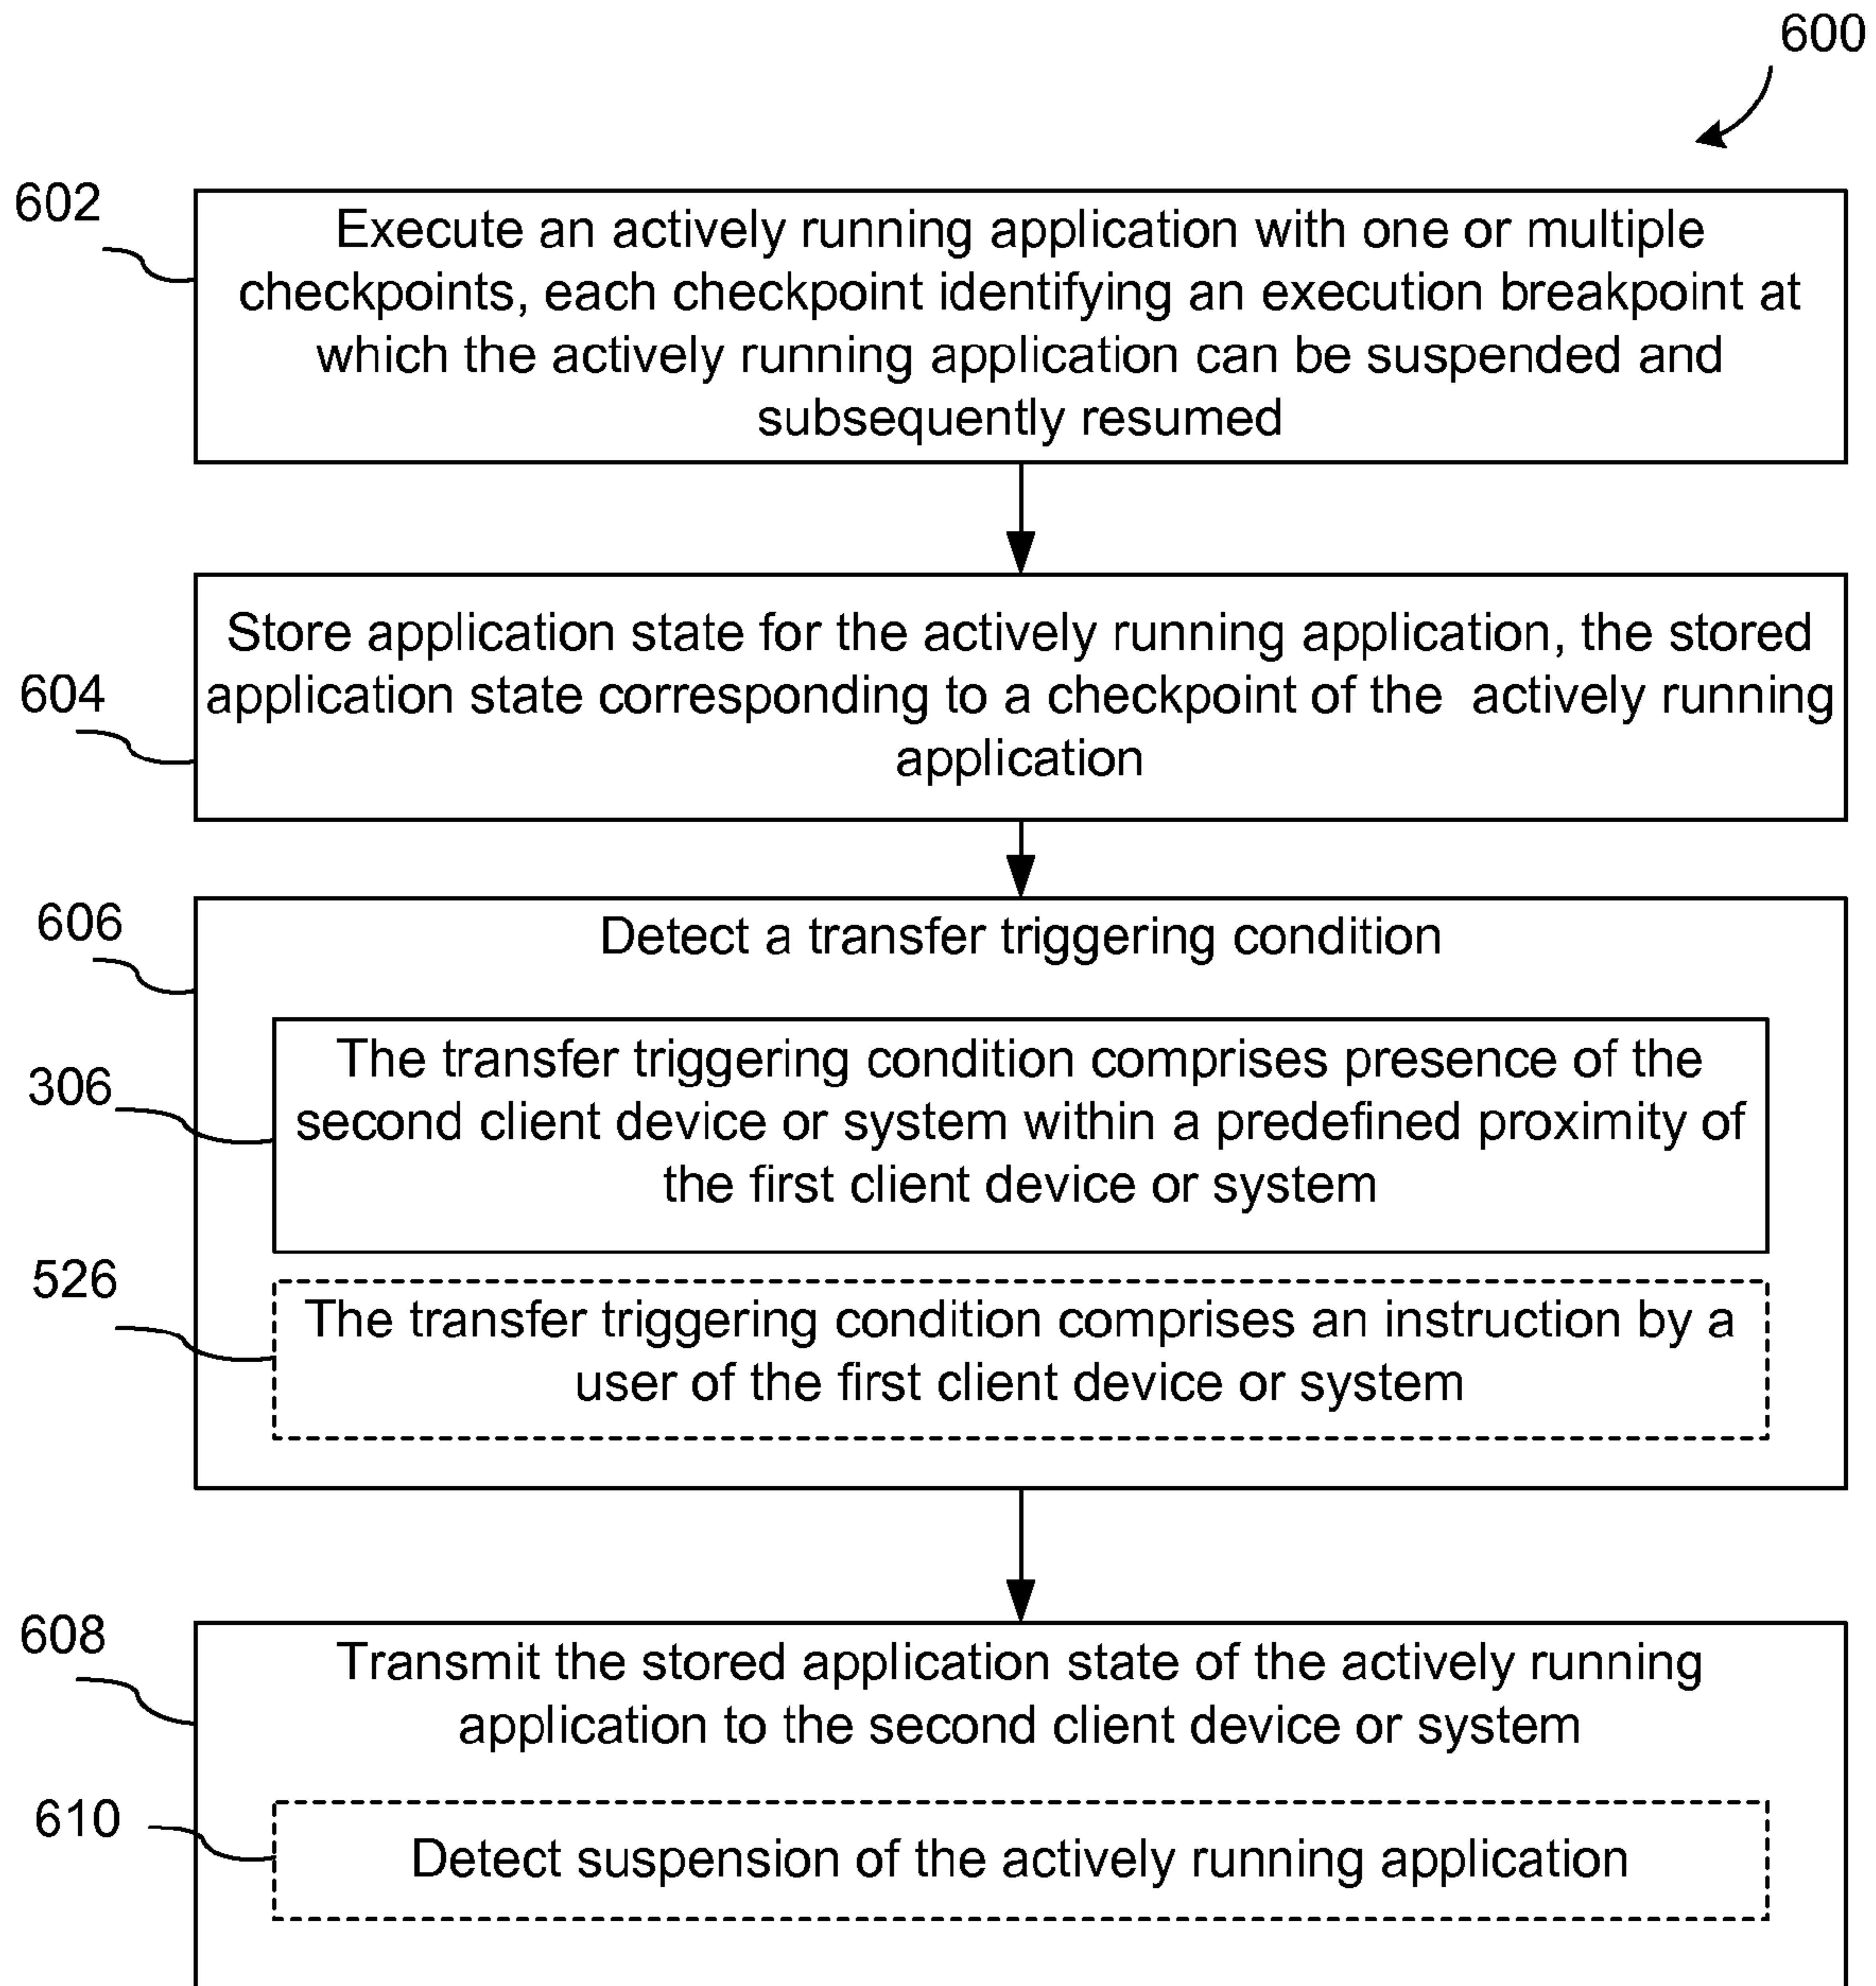 600
602
Execute an actively running application with one or multiple
checkpoints, each checkpoint identifying an execution breakpoint at
which the actively running application can be suspended and
subsequently resumed
604
Store application state for the actively running application, the stored
application state corresponding to a checkpoint of the actively running
application
606
Detect a transfer triggering condition
306
The transfer triggering condition comprises presence of the
second client device or system within a predefined proximity of
the first client device or system
526
The transfer triggering condition comprises an instruction by a
user of the first client device or system
608
Transmit the stored application state of the actively running
application to the second client device or system
610
Detect suspension of the actively running application